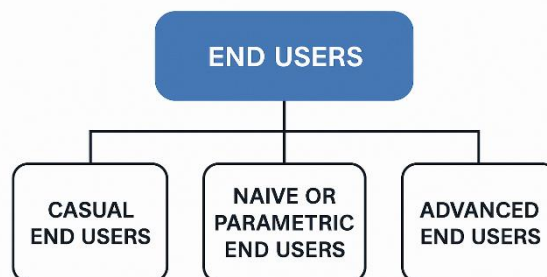 END USERS
CASUAL
END USERS
NAIVE OR
PARAMETRIC
END USERS
ADVANCED
END USERS